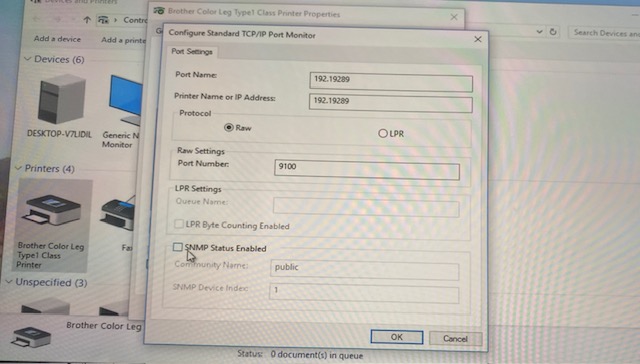 Devices and Printers
Brother Color Leg Type1 Class Printer Properties
Configure Standard TCP/IP Port Monitor
Contro
Search Devices and
Add a device
Add a printe
Port Settings
Devices (6)
Port Name:
192.19289
Printer Name or IP Address:
192.19289
Protocol
Raw
LPR
DESKTOP-V7LIDIL
Generic N
Monitor
Raw Settings
Port Number:
9100
Printers (4)
LPR Settings
Queue Name:
LPR Byte Counting Enabled
Brother Color Leg
Type1 Class
Printer
Fa
SNMP Status Enabled
Community Name:
public
SNMP Device Index:
1
Unspecified (3)
Brother Color Leg
OK
Cancel
Status:
0 document(s) in queue